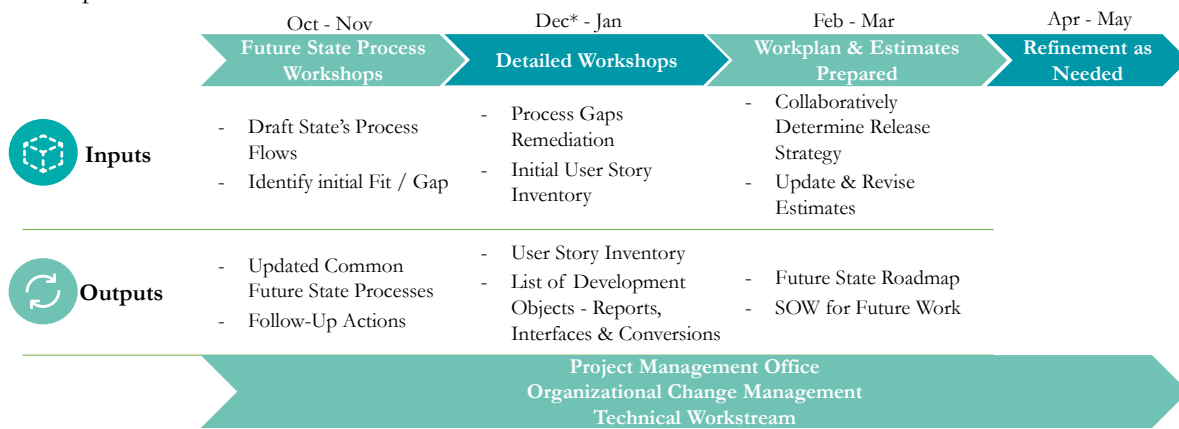 Oct - Nov
Dec* - Jan
Feb - Mar
Apr - May
Future State Process
Workshops
Detailed Workshops
Workplan & Estimates
Prepared
Refinement as
Needed
Inputs
- Draft State's Process
Flows
- Identify initial Fit / Gap
- Process Gaps
Remediation
- Initial User Story
Inventory
- Collaboratively
Determine Release
Strategy
- Update & Revise
Estimates
Outputs
- Updated Common
Future State Processes
- Follow-Up Actions
- User Story Inventory
- List of Development
Objects - Reports,
Interfaces & Conversions
- Future State Roadmap
- SOW for Future Work
Project Management Office
Organizational Change Management
Technical Workstream